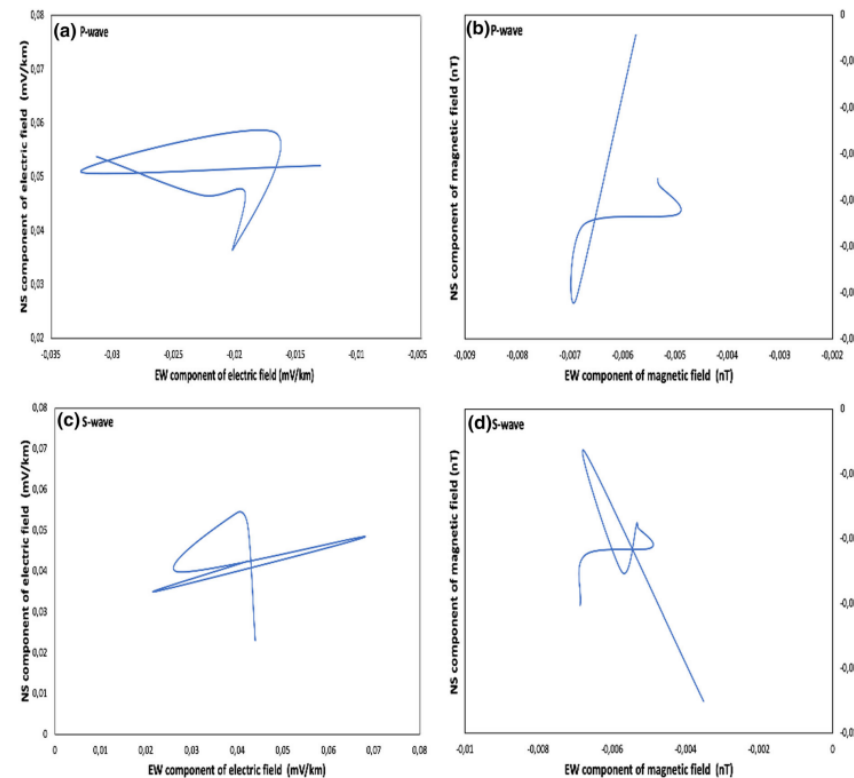 (a) P-wave
NS component of electric field (mV/km)
0,08
0,07
0,06
0,05
0,04
0,03
0,02
-0,035 -0,03 -0,025 -0,02 -0,015 -0,01 -0,005
EW component of electric field (mV/km)
(b) P-wave
NS component of magnetic field (nT)
0
-0,0
-0,0
-0,0
-0,0
-0,0
-0,0
-0,0
-0,009 -0,008 -0,007 -0,006 -0,005 -0,004 -0,003 -0,002
EW component of magnetic field (nT)
(c) S-wave
NS component of electric field (mV/km)
0,08
0,07
0,06
0,05
0,04
0,03
0,02
0,01
0
0 0,01 0,02 0,03 0,04 0,05 0,06 0,07 0,08
EW component of electric field (mV/km)
(d) S-wave
NS component of magnetic field (nT)
0
-0,0
-0,0
-0,0
-0,0
-0,0
-0,01 -0,008 -0,006 -0,004 -0,002 0
EW component of magnetic field (nT)